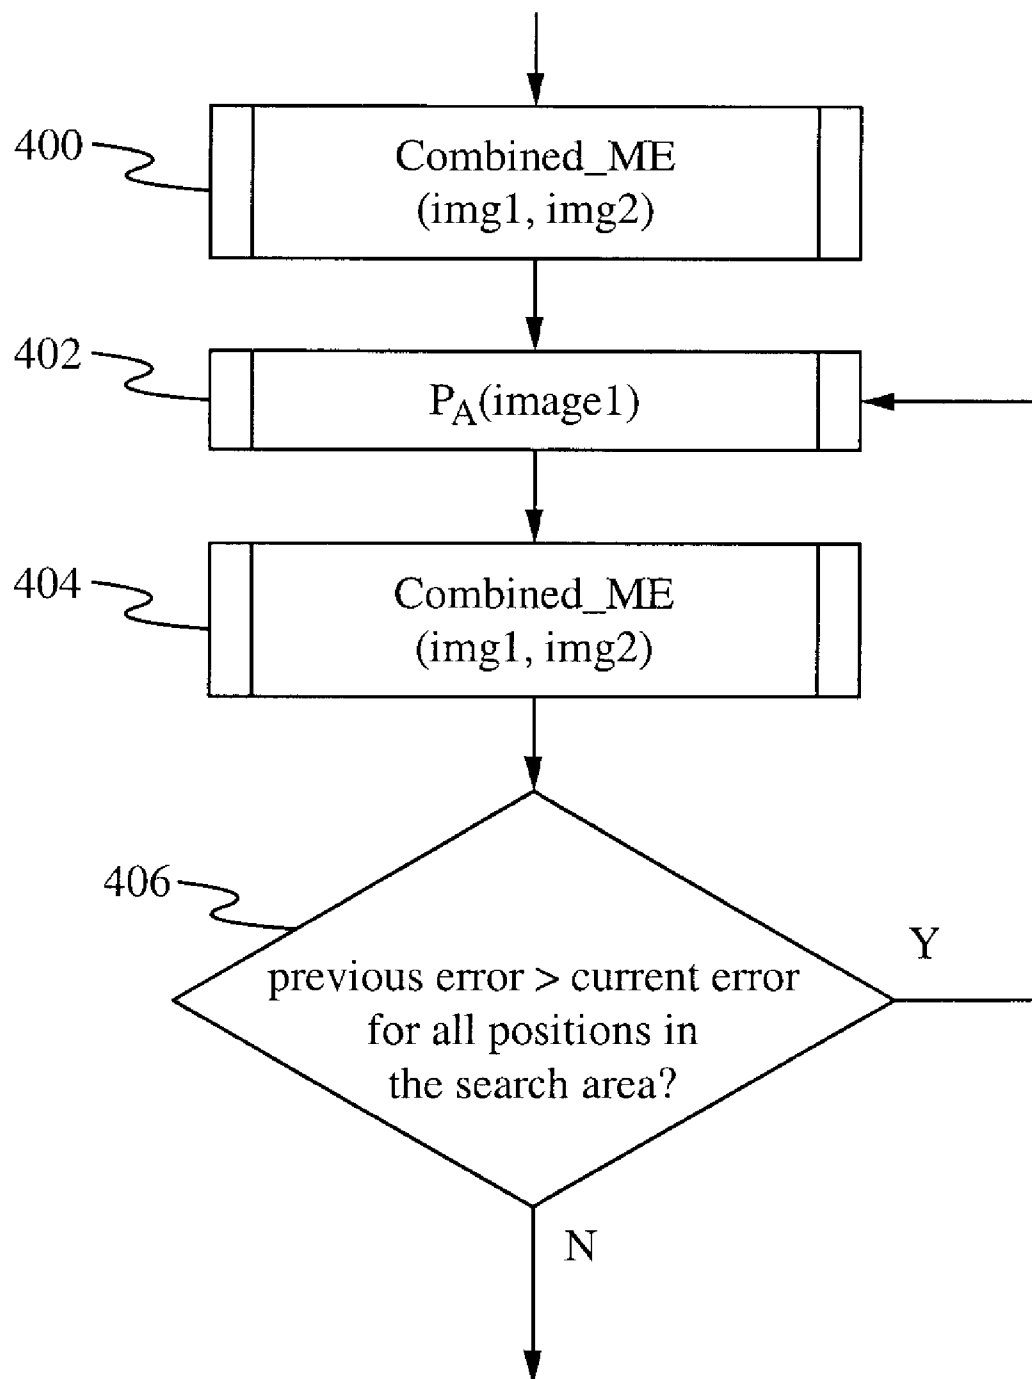 400
Combined_ME
(img1, img2)
402
PA(image1)
404
Combined_ME
(img1, img2)
406
previous error > current error
for all positions in
the search area?
Y
N